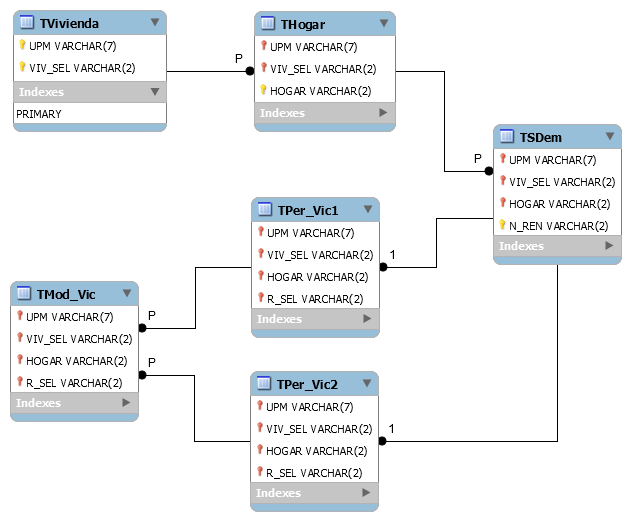 TVivienda
UPM VARCHAR(7)
VIV_SEL VARCHAR(2)
Indexes
PRIMARY
P
THogar
UPM VARCHAR(7)
VIV_SEL VARCHAR(2)
HOGAR VARCHAR(2)
Indexes
P
TSDem
UPM VARCHAR(7)
VIV_SEL VARCHAR(2)
HOGAR VARCHAR(2)
N_REN VARCHAR(2)
Indexes
TPer_Vic1
UPM VARCHAR(7)
VIV_SEL VARCHAR(2)
HOGAR VARCHAR(2)
R_SEL VARCHAR(2)
Indexes
1
TMod_Vic
UPM VARCHAR(7)
VIV_SEL VARCHAR(2)
HOGAR VARCHAR(2)
R_SEL VARCHAR(2)
Indexes
P
P
TPer_Vic2
UPM VARCHAR(7)
VIV_SEL VARCHAR(2)
HOGAR VARCHAR(2)
R_SEL VARCHAR(2)
Indexes
1